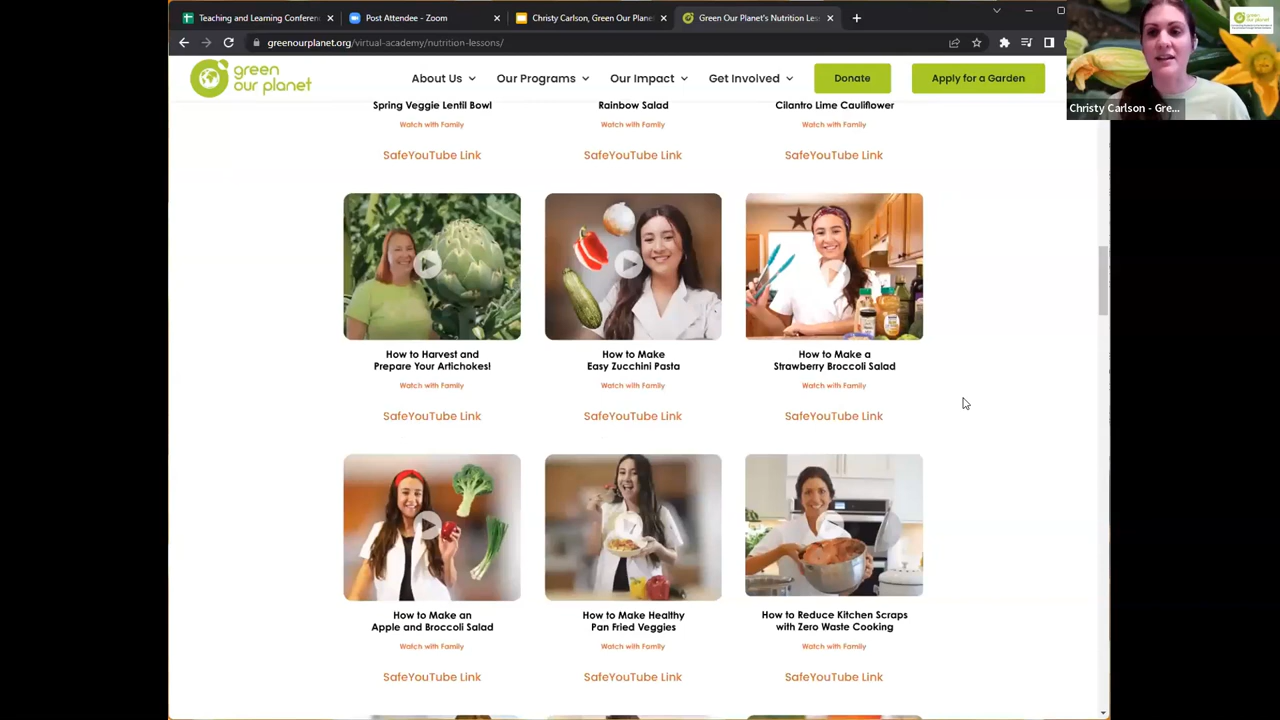 Teaching and Learning Conferenc
Post Attendee - Zoom
Christy Carlson, Green Our Plane
Green Our Planet's Nutrition Les
greenourplanet.org/virtual-academy/nutrition-lessons/
green
our planet
About Us
Our Programs
Our Impact
Get Involved
Donate
Apply for a Garden
Christy Carlson - Gre...
Spring Veggie Lentil Bowl
Rainbow Salad
Cilantro Lime Cauliflower
Watch with Family
Watch with Family
Watch with Family
SafeYouTube Link
SafeYouTube Link
SafeYouTube Link
How to Harvest and
Prepare Your Artichokes!
Watch with Family
SafeYouTube Link
How to Make
Easy Zucchini Pasta
Watch with Family
SafeYouTube Link
How to Make a
Strawberry Broccoli Salad
Watch with Family
SafeYouTube Link
How to Make an
Apple and Broccoli Salad
Watch with Family
SafeYouTube Link
How to Make Healthy
Pan Fried Veggies
Watch with Family
SafeYouTube Link
How to Reduce Kitchen Scraps
with Zero Waste Cooking
Watch with Family
SafeYouTube Link